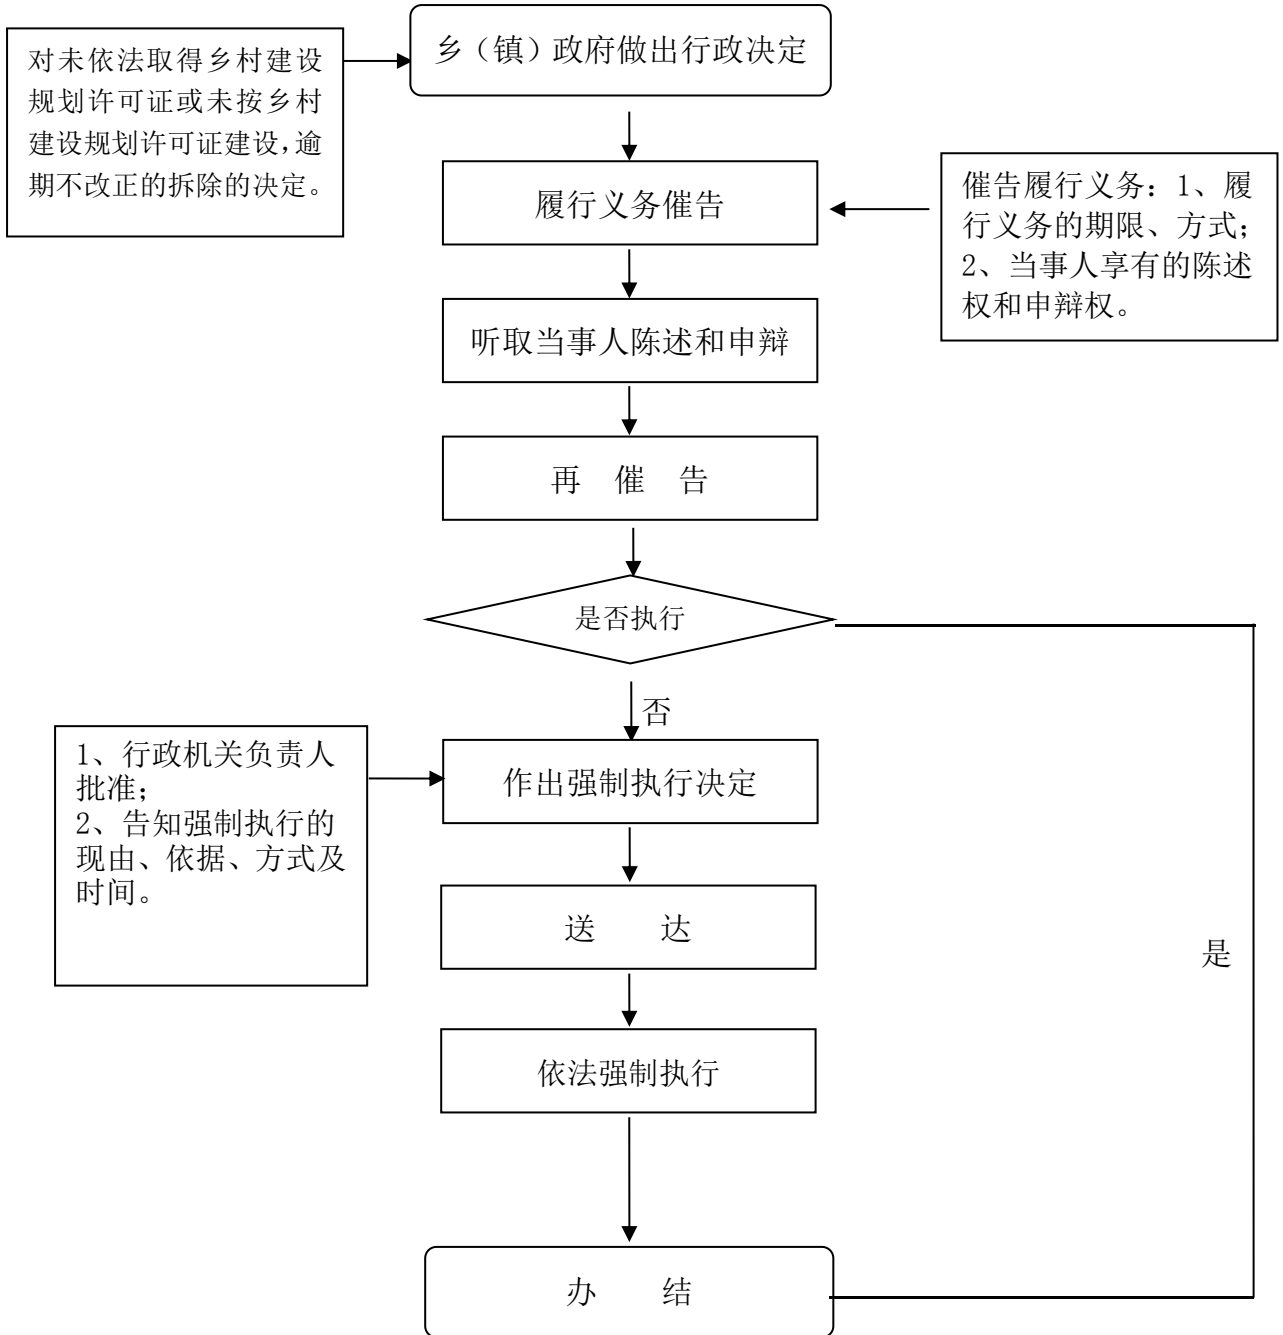 乡（镇）政府做出行政决定
对未依法取得乡村建设
规划许可证或未按乡村
建设规划许可证建设，逾
期不改正的拆除的决定。
履行义务催告
催告履行义务：1、履
行义务的期限、方式；
2、当事人享有的陈述
权和申辩权。
听取当事人陈述和申辩
再 催 告
是否执行
否
1、行政机关负责人
批准；
2、告知强制执行的
现由、依据、方式及
时间。
作出强制执行决定
送 达
是
依法强制执行
办 结